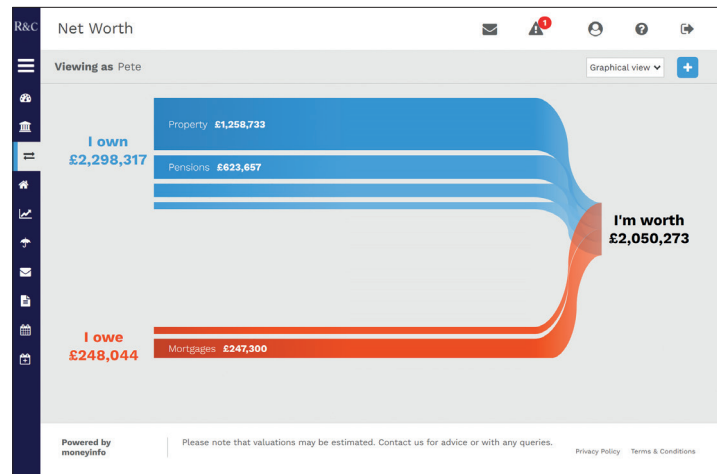 R&C
Net Worth
1
Viewing as Pete
Graphical view
Property £1,258,733
I own
£2,298,317
Pensions £623,657
I'm worth
£2,050,273
I owe
£248,044
Mortgages £247,300
Powered by
moneyinfo
Please note that valuations may be estimated. Contact us for advice or with any queries.
Privacy Policy Terms & Conditions